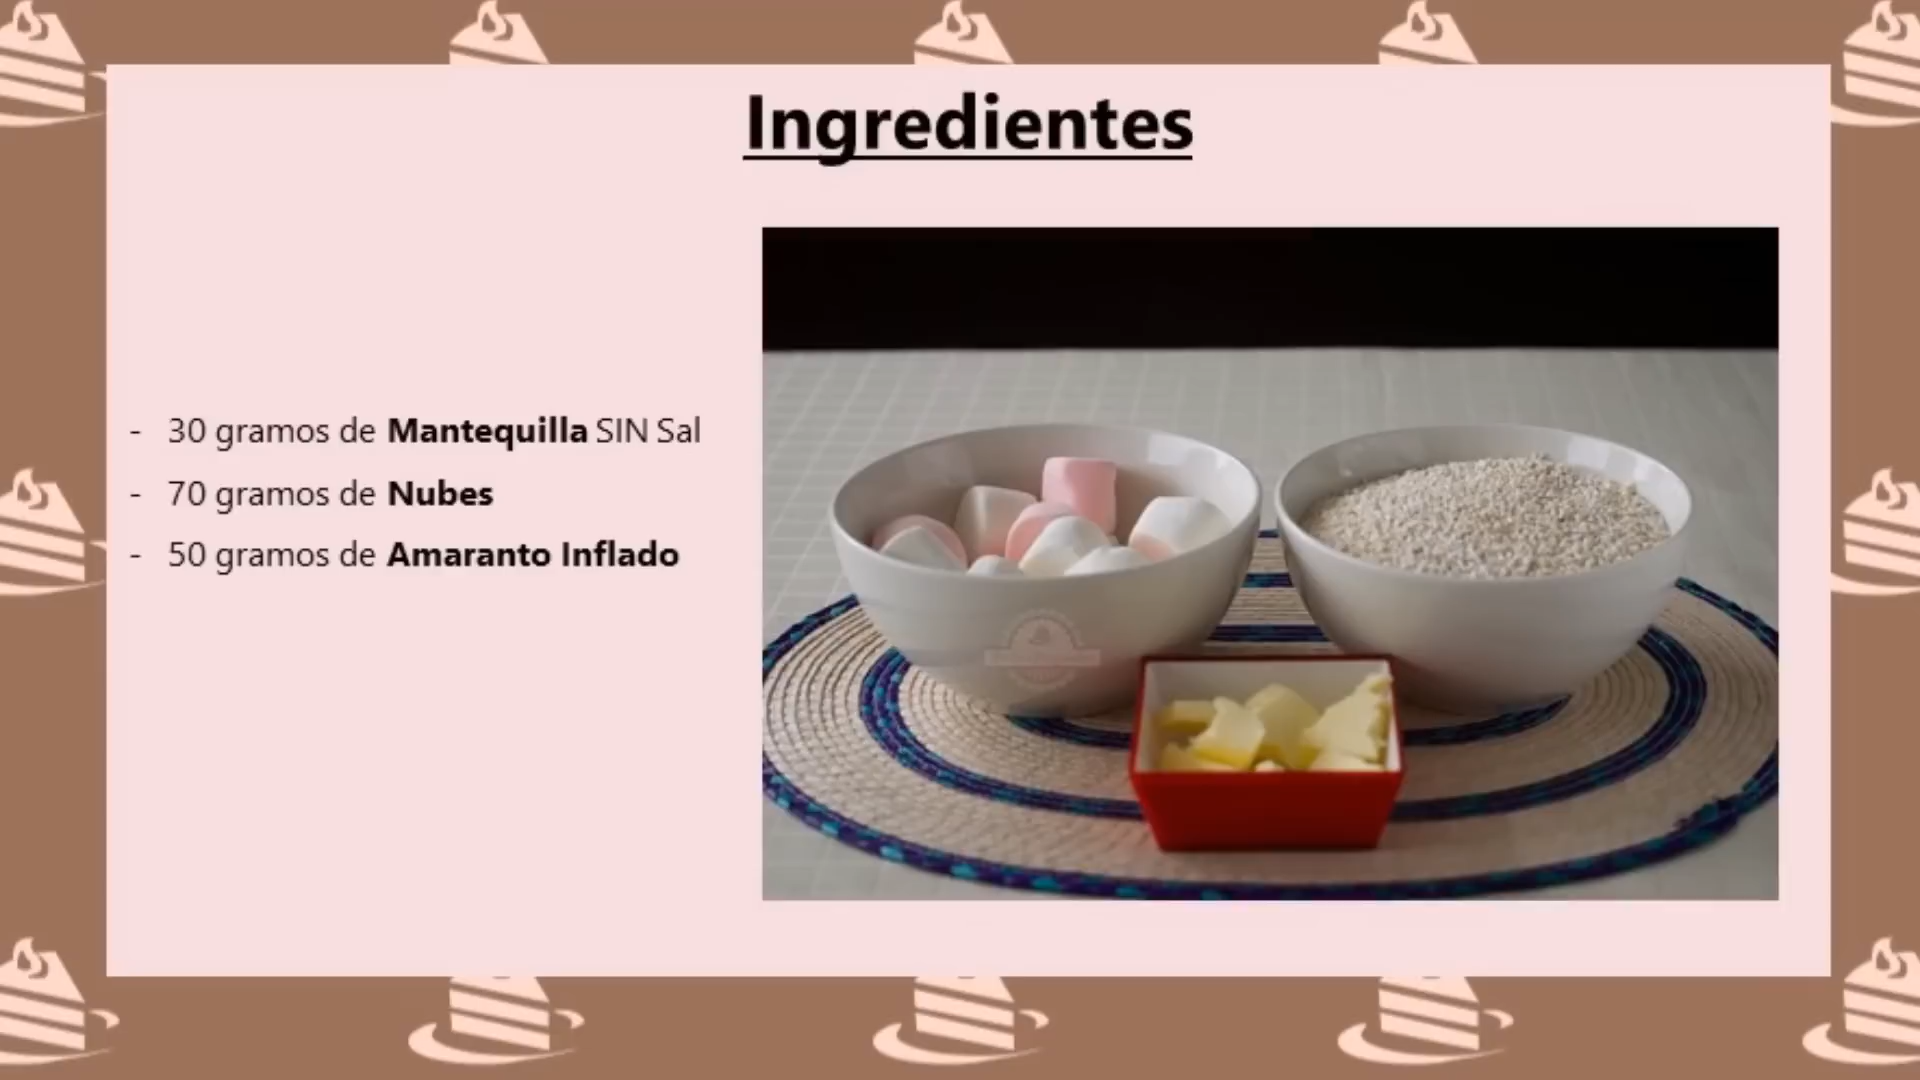 Ingredientes
- 30 gramos de Mantequilla SIN Sal
- 70 gramos de Nubes
- 50 gramos de Amaranto Inflado